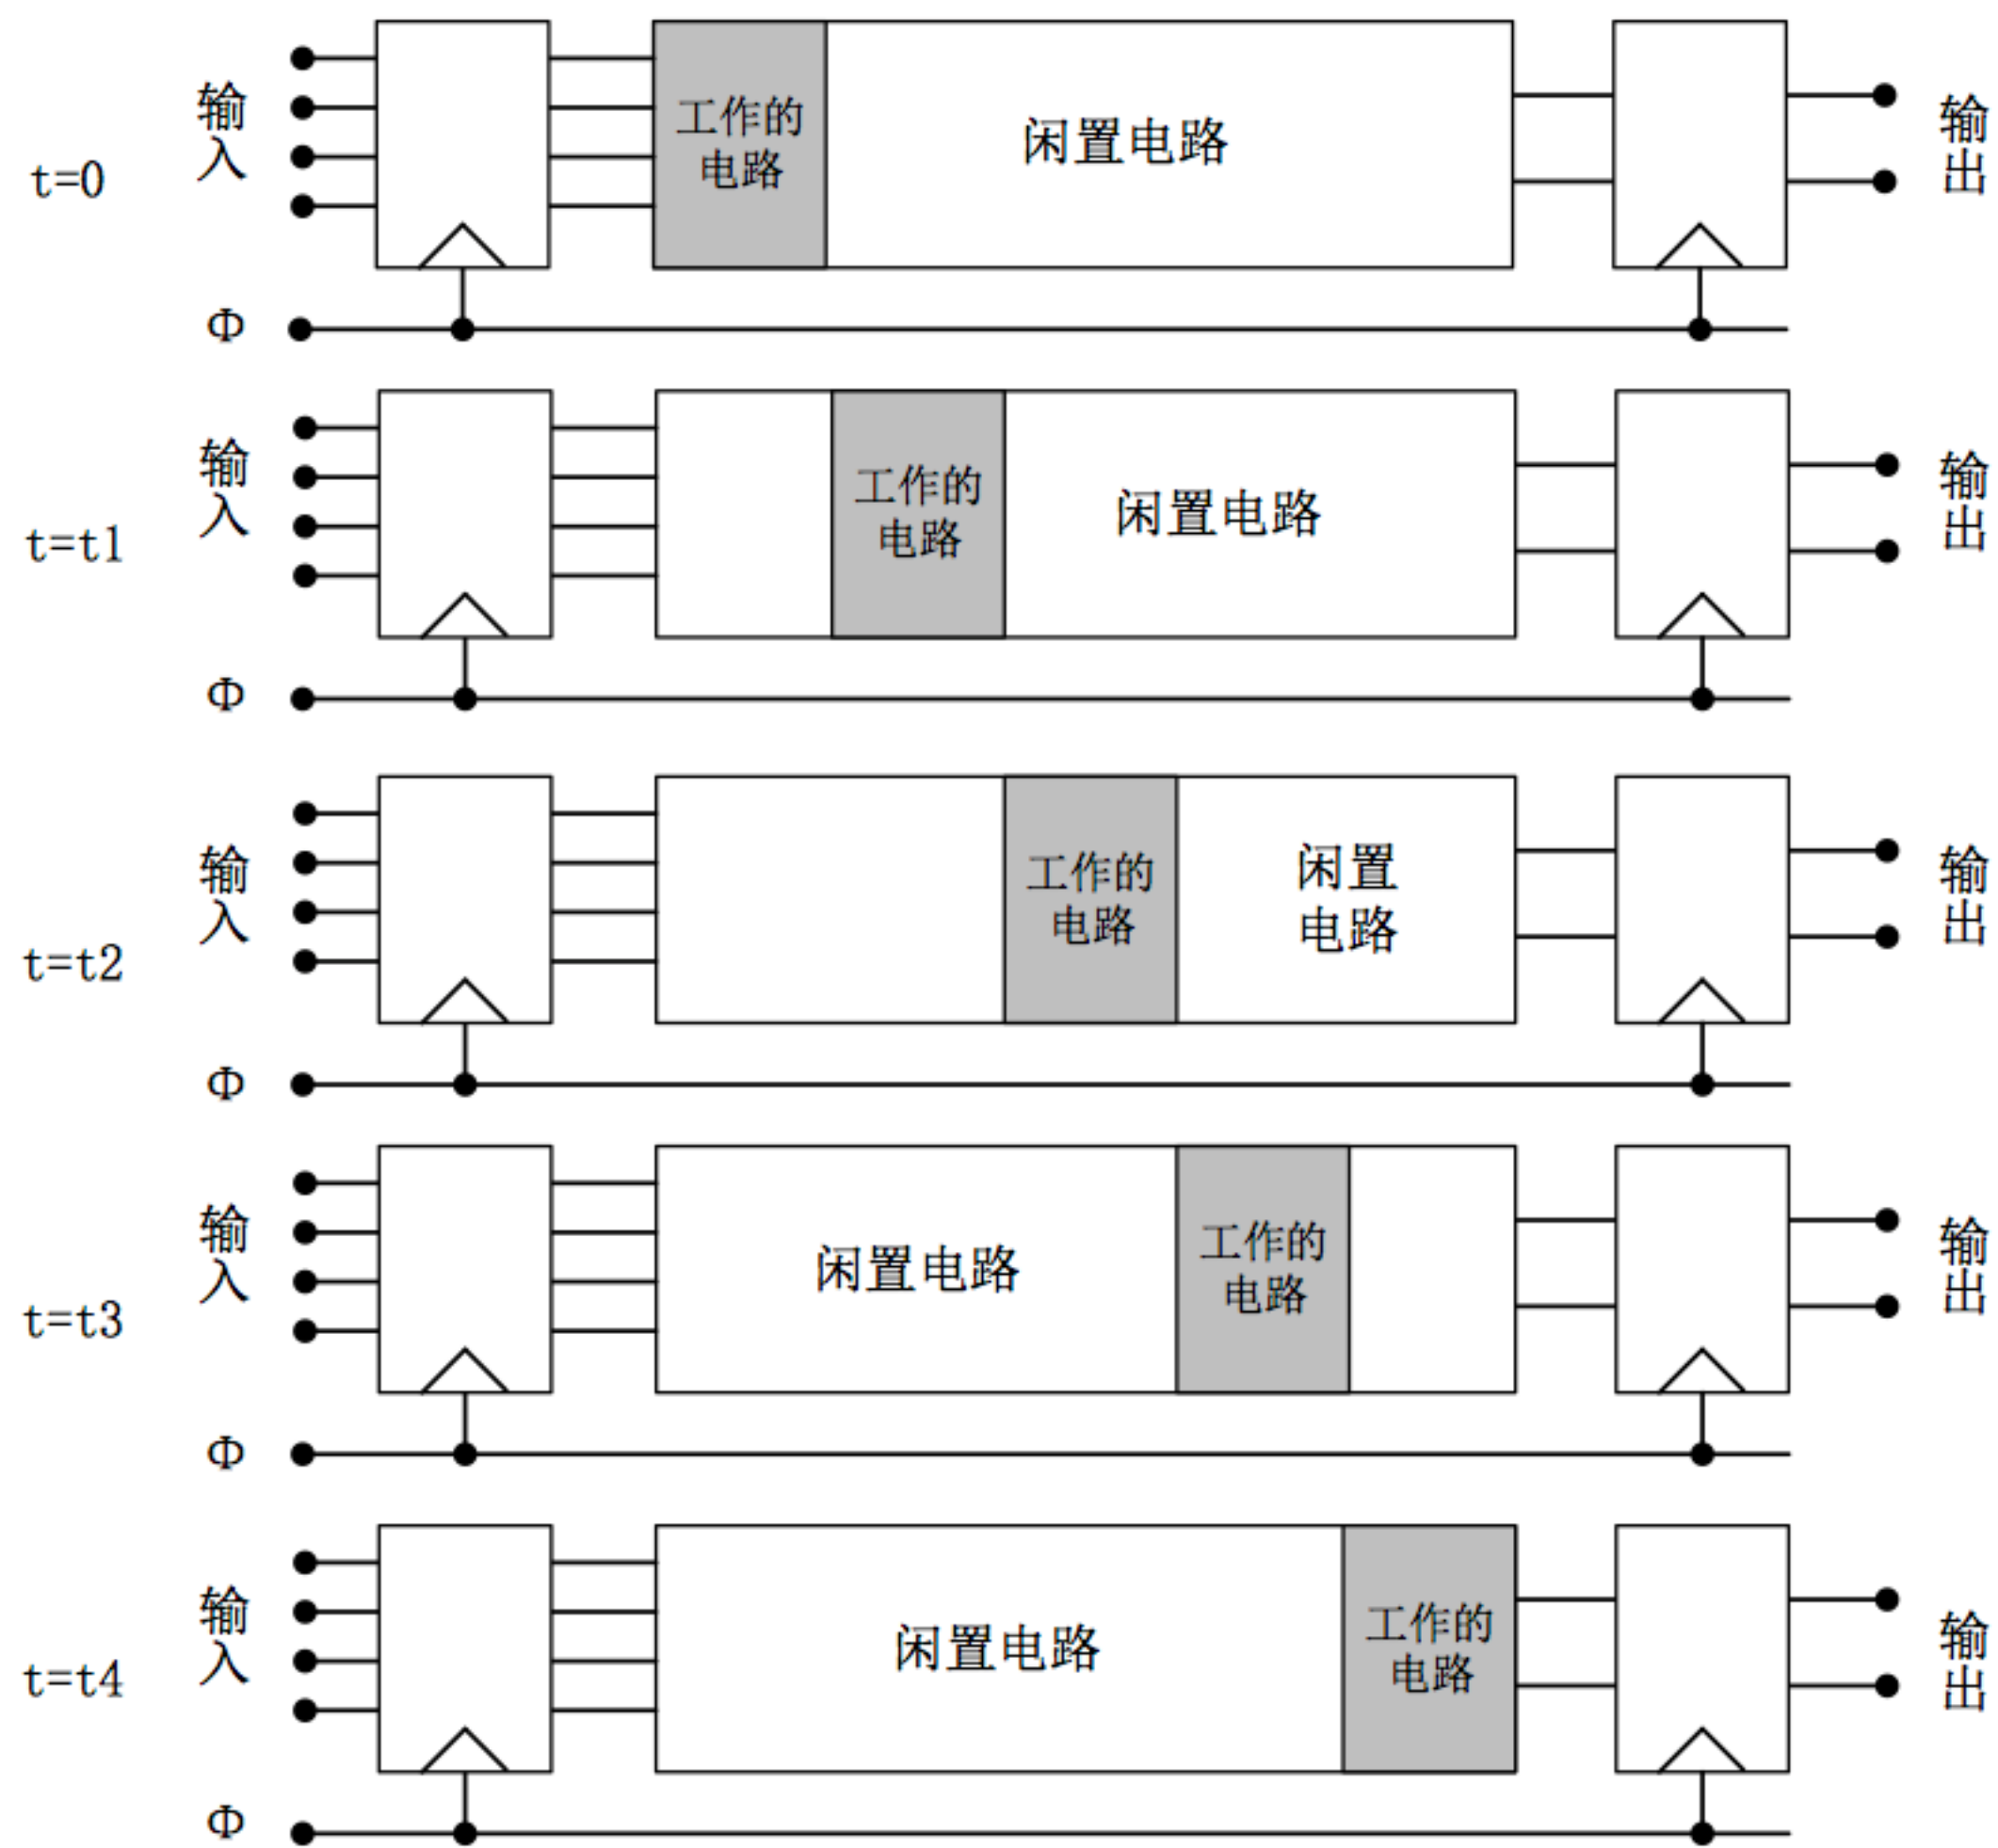 输入
工作的
电路
闲置电路
输出
t=0
Φ
输入
工作的
电路
闲置电路
输出
t=t1
Φ
输入
工作的
电路
闲置
电路
输出
t=t2
Φ
输入
闲置电路
工作的
电路
输出
t=t3
Φ
输入
闲置电路
工作的
电路
输出
t=t4
Φ